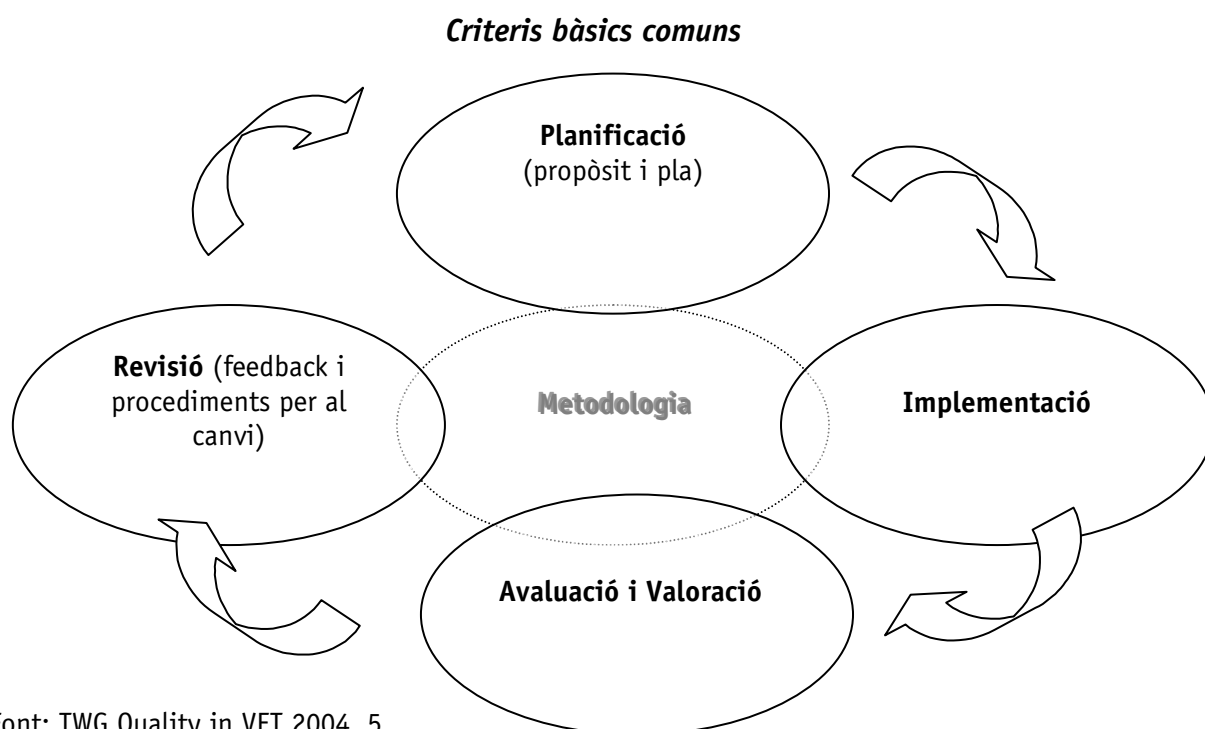 Criteris bàsics comuns
Planificació
(propòsit i pla)
Revisió (feedback i
procediments per al
canvi)
Metodologia
Implementació
Avaluació i Valoració
Font: TWG Quality in VET 2004, 5